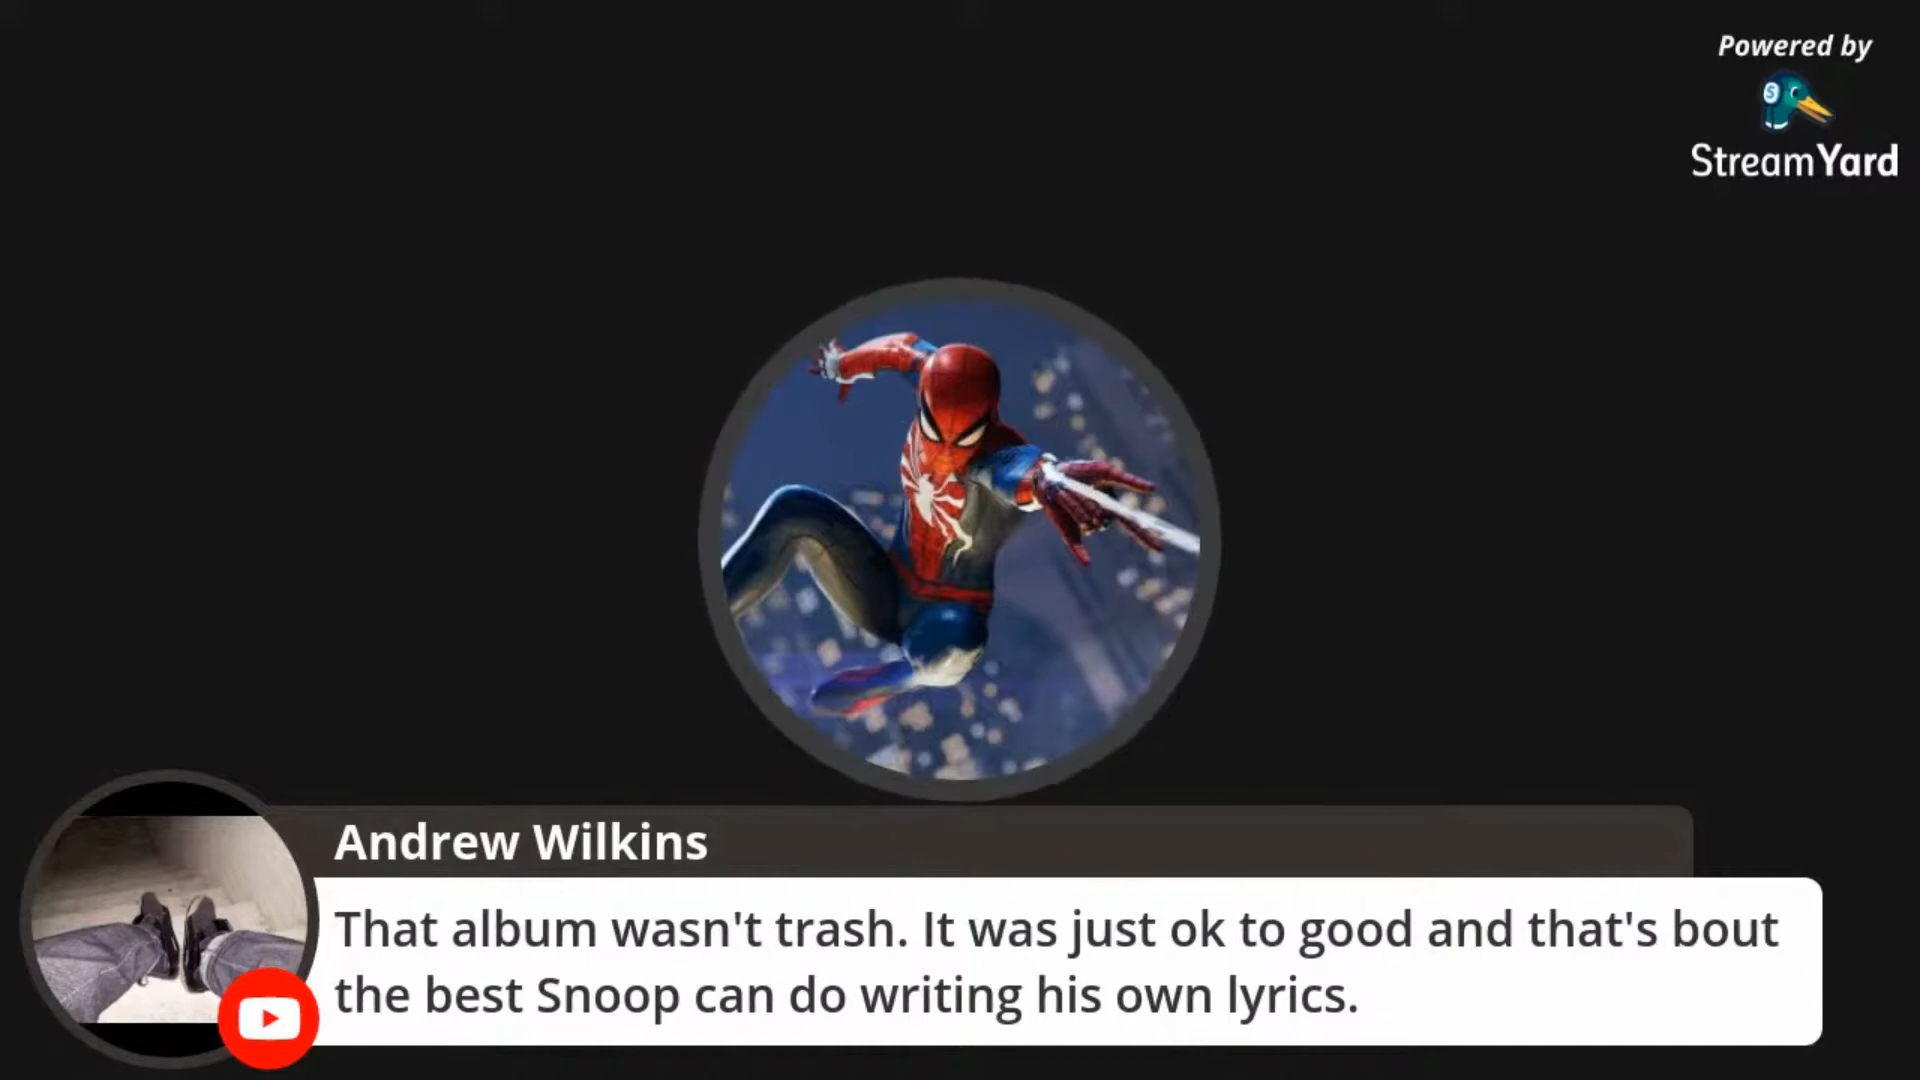 Powered by
StreamYard
Andrew Wilkins
That album wasn't trash. It was just ok to good and that's bout
the best Snoop can do writing his own lyrics.